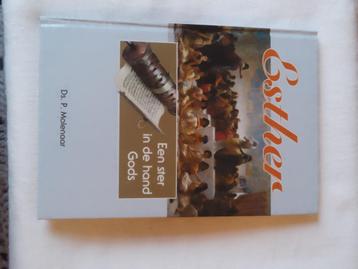 Esther
Een ster
in de hand
Gods
Ds. P. Molenaar